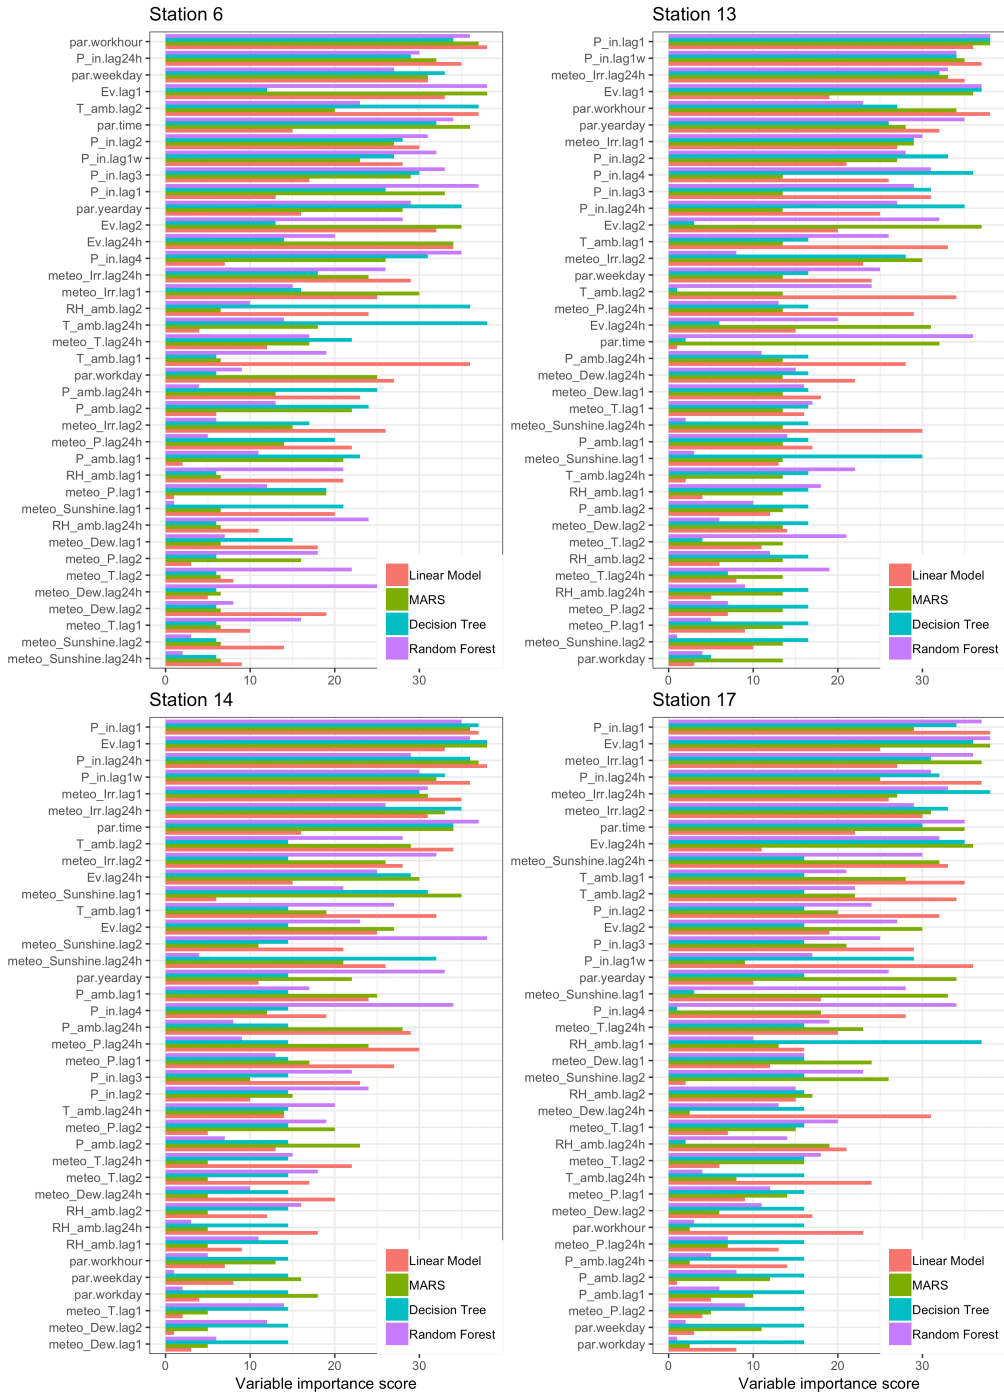 Station 6
par.workhour
P_in.lag24h
par.weekday
Ev.lag1
T_amb.lag2
par.time
P_in.lag2
P_in.lag1w
P_in.lag3
P_in.lag1
par.yearday
Ev.lag2
Ev.lag24h
P_in.lag4
meteo_Irr.lag24h
meteo_Irr.lag1
RH_amb.lag2
T_amb.lag24h
meteo_T.lag24h
T_amb.lag1
par.workday
P_amb.lag24h
P_amb.lag2
meteo_Irr.lag2
meteo_P.lag24h
P_amb.lag1
RH_amb.lag1
meteo_P.lag1
meteo_Sunshine.lag1
RH_amb.lag24h
meteo_Dew.lag1
meteo_P.lag2
meteo_T.lag2
meteo_Dew.lag24h
meteo_Dew.lag2
meteo_T.lag1
meteo_Sunshine.lag2
meteo_Sunshine.lag24h
Linear Model
MARS
Decision Tree
Random Forest
0 10 20 30
Station 13
P_in.lag1
P_in.lag1w
meteo_Irr.lag24h
Ev.lag1
par.workhour
par.yearday
meteo_Irr.lag1
P_in.lag2
P_in.lag4
P_in.lag3
P_in.lag24h
Ev.lag2
T_amb.lag1
meteo_Irr.lag2
par.weekday
T_amb.lag2
meteo_P.lag24h
Ev.lag24h
par.time
P_amb.lag24h
meteo_Dew.lag24h
meteo_Dew.lag1
meteo_T.lag1
meteo_Sunshine.lag24h
P_amb.lag1
meteo_Sunshine.lag1
T_amb.lag24h
RH_amb.lag1
P_amb.lag2
meteo_Dew.lag2
meteo_T.lag2
RH_amb.lag2
meteo_T.lag24h
RH_amb.lag24h
meteo_P.lag2
meteo_P.lag1
meteo_Sunshine.lag2
par.workday
Linear Model
MARS
Decision Tree
Random Forest
0 10 20 30
Station 14
P_in.lag1
Ev.lag1
P_in.lag24h
P_in.lag1w
meteo_Irr.lag1
meteo_Irr.lag24h
par.time
T_amb.lag2
meteo_Irr.lag2
Ev.lag24h
meteo_Sunshine.lag1
T_amb.lag1
Ev.lag2
meteo_Sunshine.lag2
meteo_Sunshine.lag24h
par.yearday
P_amb.lag1
P_in.lag4
P_amb.lag24h
meteo_P.lag24h
meteo_P.lag1
P_in.lag3
P_in.lag2
T_amb.lag24h
meteo_P.lag2
P_amb.lag2
meteo_T.lag24h
meteo_T.lag2
meteo_Dew.lag24h
RH_amb.lag2
RH_amb.lag24h
RH_amb.lag1
par.workhour
par.weekday
par.workday
meteo_T.lag1
meteo_Dew.lag2
meteo_Dew.lag1
Linear Model
MARS
Decision Tree
Random Forest
0 10 20 30
Variable importance score
Station 17
P_in.lag1
Ev.lag1
meteo_Irr.lag1
P_in.lag24h
meteo_Irr.lag24h
meteo_Irr.lag2
par.time
Ev.lag24h
meteo_Sunshine.lag24h
T_amb.lag1
T_amb.lag2
P_in.lag2
Ev.lag2
P_in.lag3
P_in.lag1w
par.yearday
meteo_Sunshine.lag1
P_in.lag4
meteo_T.lag24h
RH_amb.lag1
meteo_Dew.lag1
meteo_Sunshine.lag2
RH_amb.lag2
meteo_Dew.lag24h
meteo_T.lag1
RH_amb.lag24h
meteo_T.lag2
T_amb.lag24h
meteo_P.lag1
meteo_Dew.lag2
par.workhour
meteo_P.lag24h
P_amb.lag24h
P_amb.lag2
P_amb.lag1
meteo_P.lag2
par.weekday
par.workday
Linear Model
MARS
Decision Tree
Random Forest
0 10 20 30
Variable importance score